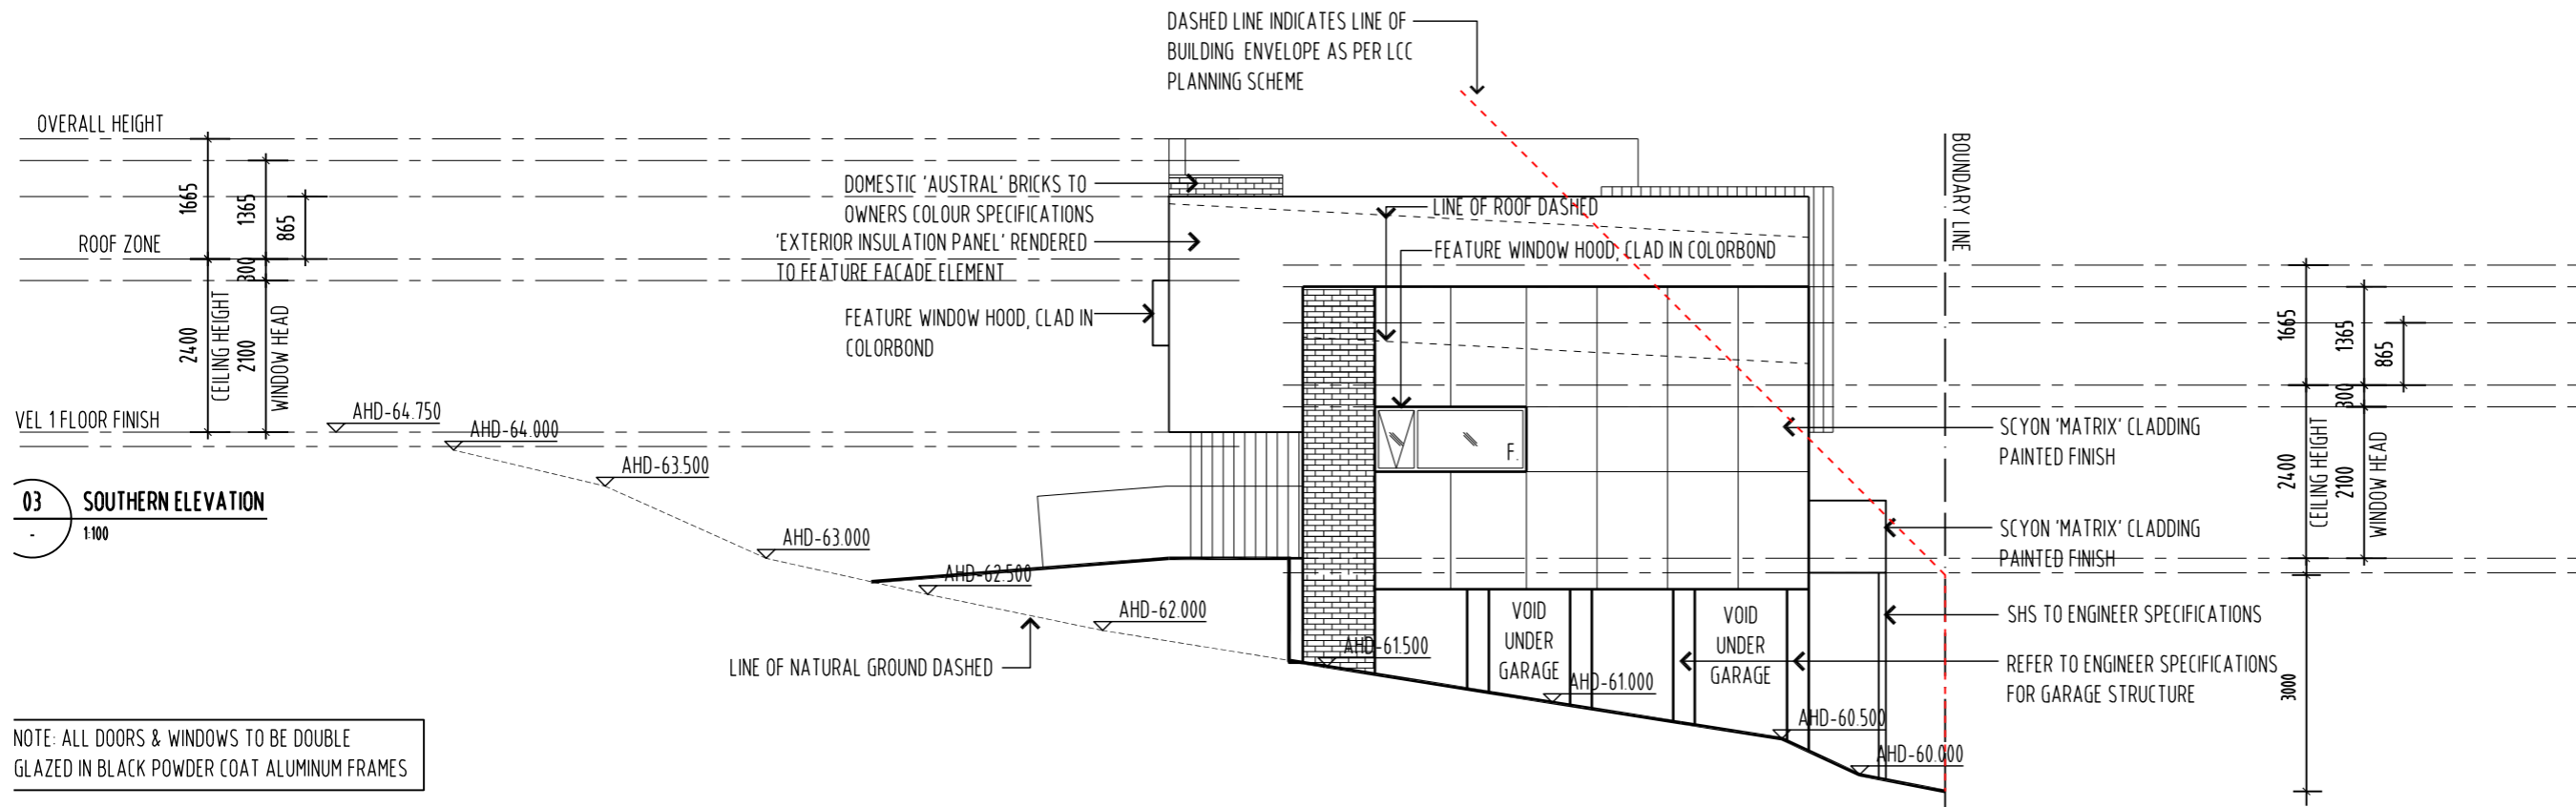 DASHED LINE INDICATES LINE OF
BUILDING ENVELOPE AS PER LCC
PLANNING SCHEME
OVERALL HEIGHT
1665
1365
865
ROOF ZONE
300
2400
CEILING HEIGHT
2100
WINDOW HEAD
VEL 1 FLOOR FINISH
DOMESTIC 'AUSTRAL' BRICKS TO
OWNERS COLOUR SPECIFICATIONS
'EXTERIOR INSULATION PANEL' RENDERED
TO FEATURE FACADE ELEMENT
FEATURE WINDOW HOOD, CLAD IN
COLORBOND
LINE OF ROOF DASHED
FEATURE WINDOW HOOD, CLAD IN COLORBOND
BOUNDARY LINE
F.
1665
1365
865
300
2400
CEILING HEIGHT
2100
WINDOW HEAD
3000
SCYON 'MATRIX' CLADDING
PAINTED FINISH
SCYON 'MATRIX' CLADDING
PAINTED FINISH
SHS TO ENGINEER SPECIFICATIONS
REFER TO ENGINEER SPECIFICATIONS
FOR GARAGE STRUCTURE
AHD-64.750
AHD-64.000
AHD-63.500
AHD-63.000
AHD-62.500
AHD-62.000
AHD-61.500
AHD-61.000
AHD-60.500
AHD-60.000
VOID
UNDER
GARAGE
VOID
UNDER
GARAGE
LINE OF NATURAL GROUND DASHED
03
-
SOUTHERN ELEVATION
1:100
NOTE: ALL DOORS & WINDOWS TO BE DOUBLE
GLAZED IN BLACK POWDER COAT ALUMINUM FRAMES